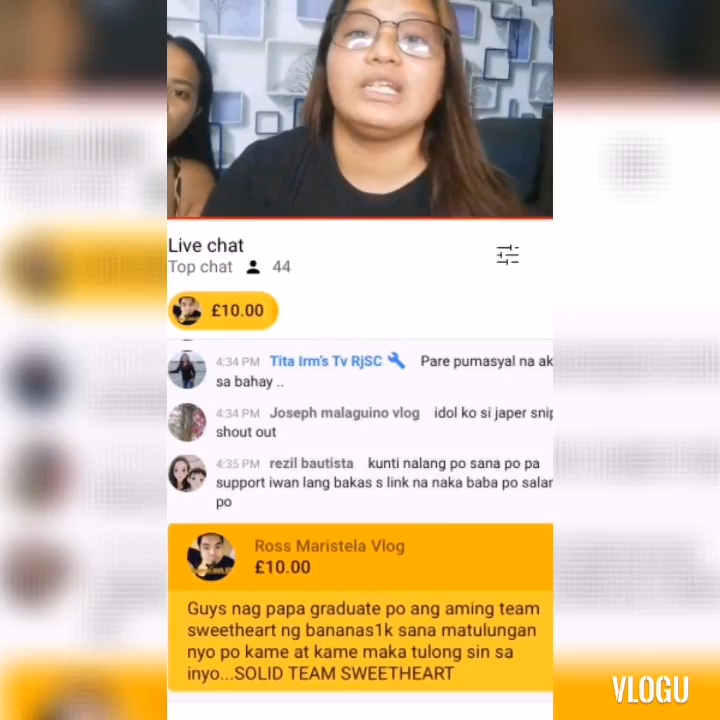 Live chat
Top chat 44
£10.00
4:34 PM Tita Irm's Tv RjSC Pare pumasyal na ak
sa bahay ..
4:34 PM Joseph malaguino vlog idol ko si japer snip
shout out
4:35 PM rezil bautista kunti nalang po sana po pa
support iwan lang bakas s link na naka baba po salar
po
Ross Maristela Vlog
£10.00
Guys nag papa graduate po ang aming team
sweetheart ng bananas1k sana matulungan
nyo po kame at kame maka tulong sin sa
inyo...SOLID TEAM SWEETHEART
VLOGU